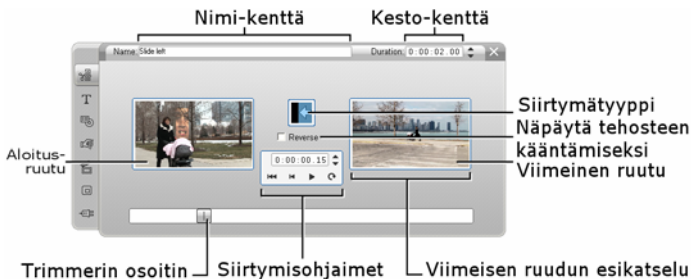 Nimi-kenttä Kesto-kenttä
Name: Slide left Duration: 0:00:02.00
T
Siirtymätyyppi
Reverse
Näpäytä tehosteen
kääntämiseksi
Aloitus-
ruutu
0:00:00.15
Viimeinen ruutu
Trimmerin osoitin Siirtymisohjaimet Viimeisen ruudun esikatselu